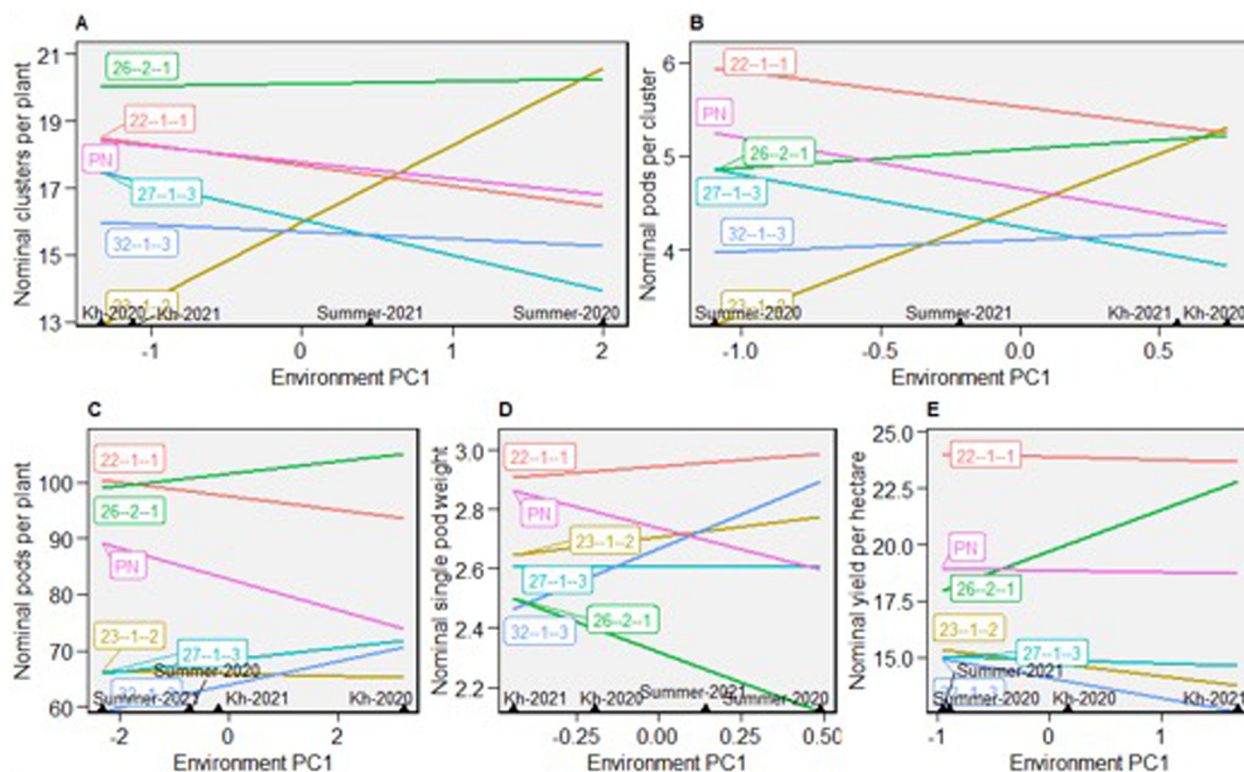 A
Nominal clusters per plant
21
19
17
15
13
26--2--1
22--1--1
PN
27--1--3
32--1--3
23--1--2
Kh-2020
Kh-2021
Summer-2021
Summer-2020
-1
0
1
2
Environment PC1
B
Nominal pods per cluster
6
5
4
22--1--1
PN
26--2--1
27--1--3
32--1--3
23--1--2
Summer-2020
Summer-2021
Kh-2021
Kh-2020
-1.0
-0.5
0.0
0.5
Environment PC1
C
Nominal pods per plant
100
90
80
70
60
22--1--1
26--2--1
PN
23--1--2
27--1--3
32--1--3
Summer-2020
Summer-2021
Kh-2021
Kh-2020
-2
0
2
Environment PC1
D
Nominal single pod weight
3.0
2.8
2.6
2.4
2.2
22--1--1
PN
23--1--2
27--1--3
26--2--1
32--1--3
Kh-2021
Kh-2020
Summer-2021
Summer-2020
-0.25
0.00
0.25
0.50
Environment PC1
E
Nominal yield per hectare
25.0
22.5
20.0
17.5
15.0
22--1--1
PN
26--2--1
23--1--2
27--1--3
Summer-2021
Summer-2020
Kh-2020
Kh-2021
-1
0
1
Environment PC1